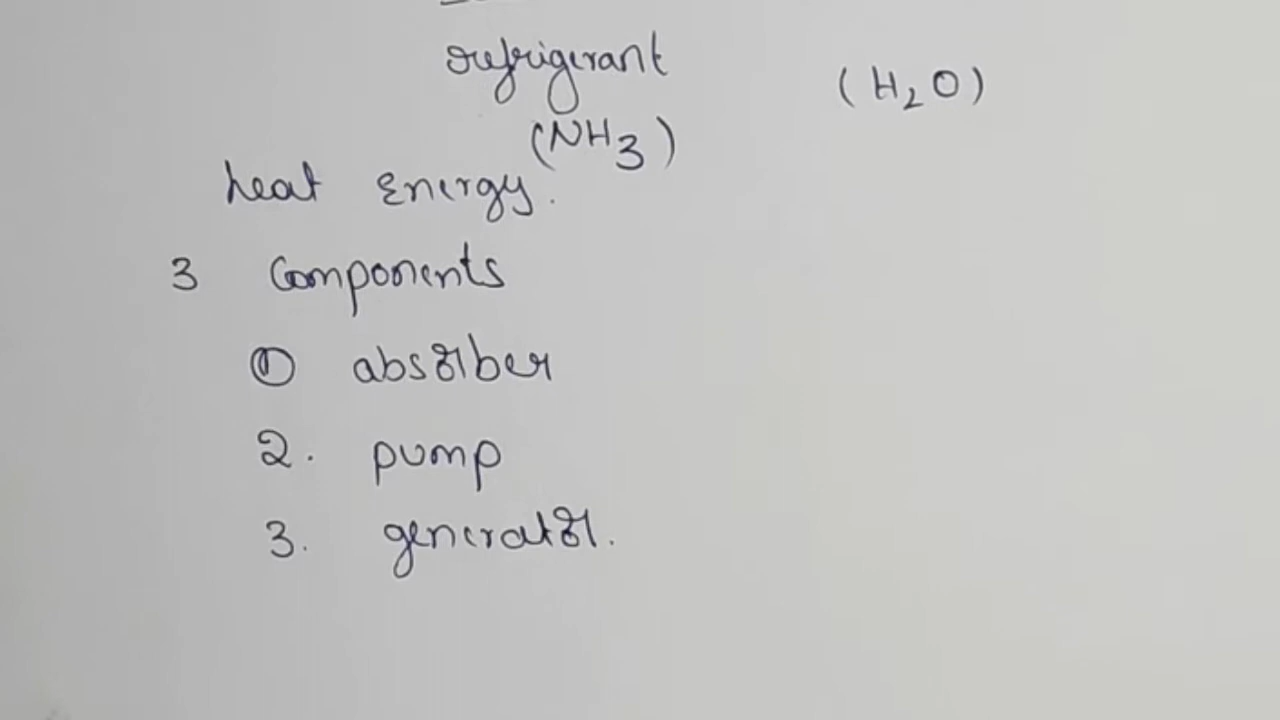 refrigerant
(H₂O)
(NH₃)
heat Energy.
3 Components
① absorber
2. pump
3. generator.